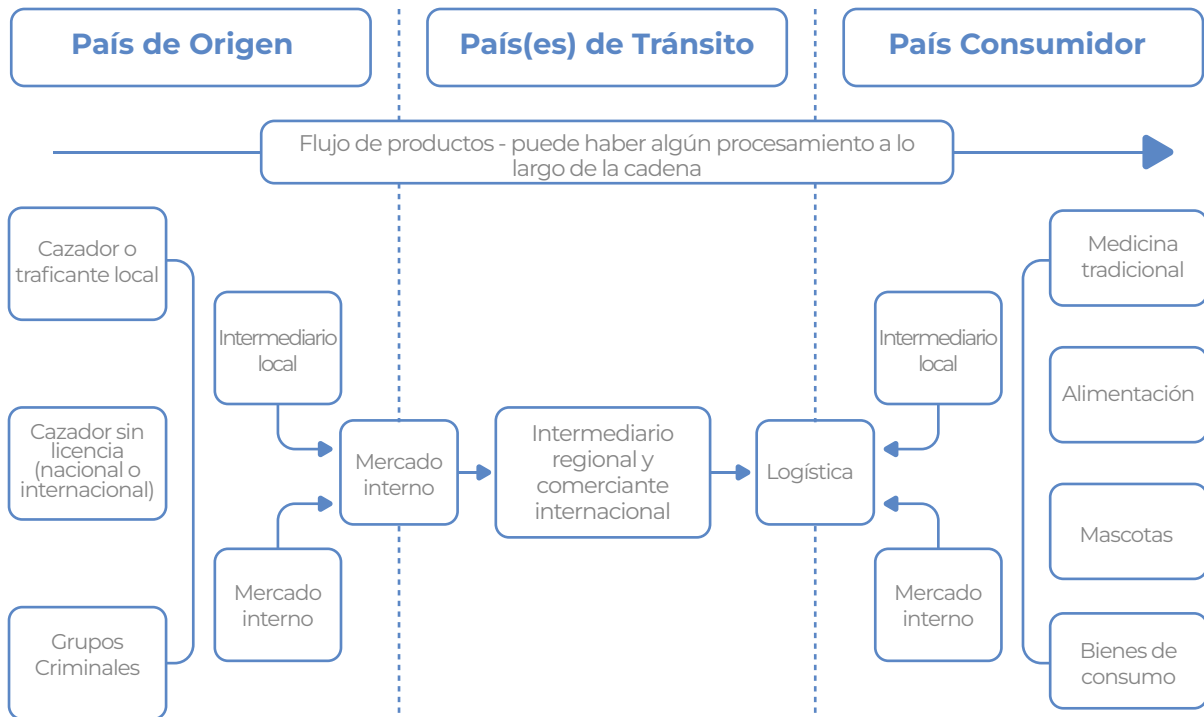 País de Origen
País(es) de Tránsito
País Consumidor
Flujo de productos - puede haber algún procesamiento a lo
largo de la cadena
Cazador o
traficante local
Cazador sin
licencia
(nacional o
internacional)
Grupos
Criminales
Intermediario
local
Mercado
interno
Mercado
interno
Intermediario
regional y
comerciante
internacional
Logística
Intermediario
local
Mercado
interno
Medicina
tradicional
Alimentación
Mascotas
Bienes de
consumo